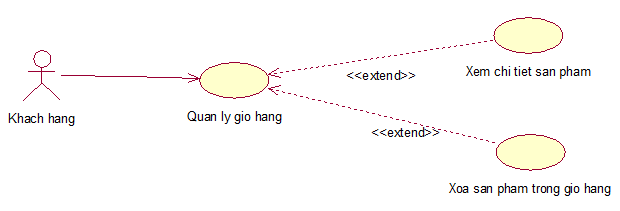 Xem chi tiet san pham
<<extend>>
Khach hang
Quan ly gio hang
<<extend>>
Xoa san pham trong gio hang